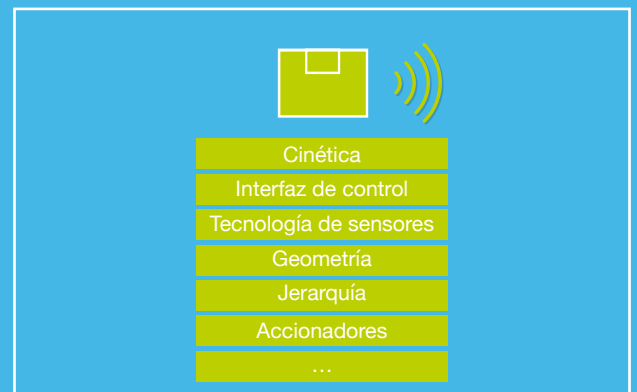 Cinética
Interfaz de control
Tecnología de sensores
Geometría
Jerarquía
Accionadores
…